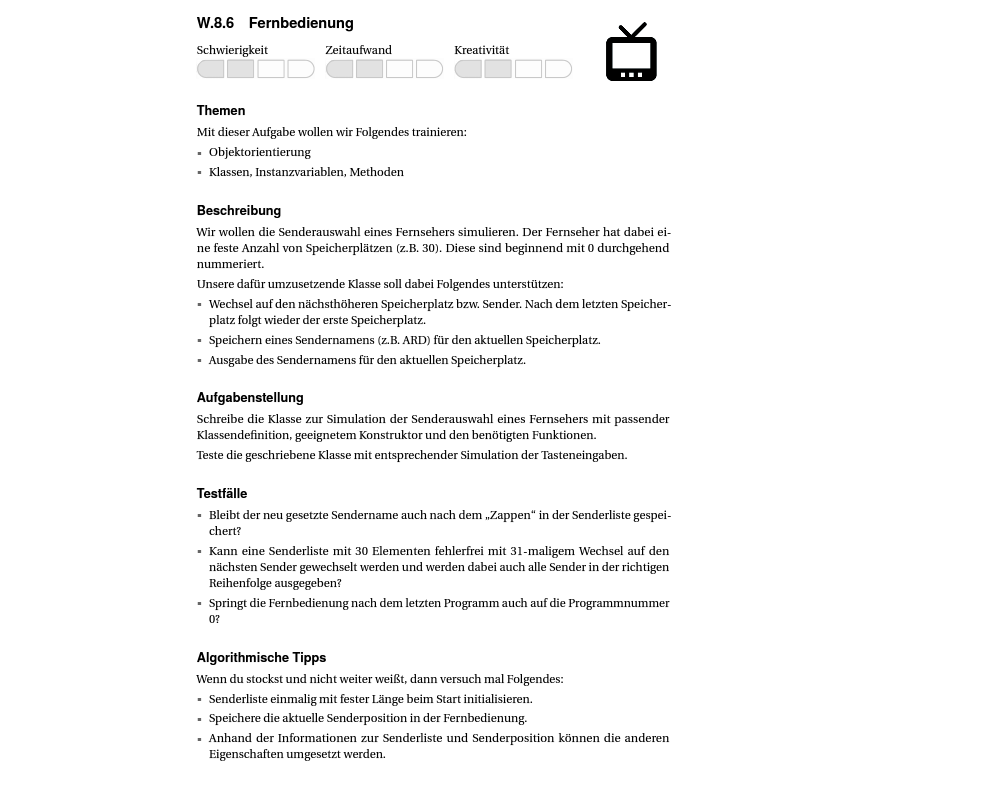 W.8.6 Fernbedienung
Schwierigkeit Zeitaufwand Kreativität
Themen
Mit dieser Aufgabe wollen wir Folgendes trainieren:
▪ Objektorientierung
▪ Klassen, Instanzvariablen, Methoden
Beschreibung
Wir wollen die Senderauswahl eines Fernsehers simulieren. Der Fernseher hat dabei ei-
ne feste Anzahl von Speicherplätzen (z.B. 30). Diese sind beginnend mit 0 durchgehend
nummeriert.
Unsere dafür umzusetzende Klasse soll dabei Folgendes unterstützen:
▪ Wechsel auf den nächsthöheren Speicherplatz bzw. Sender. Nach dem letzten Speicher-
platz folgt wieder der erste Speicherplatz.
▪ Speichern eines Sendernamens (z.B. ARD) für den aktuellen Speicherplatz.
▪ Ausgabe des Sendernamens für den aktuellen Speicherplatz.
Aufgabenstellung
Schreibe die Klasse zur Simulation der Senderauswahl eines Fernsehers mit passender
Klassendefinition, geeignetem Konstruktor und den benötigten Funktionen.
Teste die geschriebene Klasse mit entsprechender Simulation der Tasteneingaben.
Testfälle
▪ Bleibt der neu gesetzte Sendername auch nach dem „Zappen“ in der Senderliste gespei-
chert?
▪ Kann eine Senderliste mit 30 Elementen fehlerfrei mit 31-maligem Wechsel auf den
nächsten Sender gewechselt werden und werden dabei auch alle Sender in der richtigen
Reihenfolge ausgegeben?
▪ Springt die Fernbedienung nach dem letzten Programm auch auf die Programmnummer
0?
Algorithmische Tipps
Wenn du stockst und nicht weiter weißt, dann versuch mal Folgendes:
▪ Senderliste einmalig mit fester Länge beim Start initialisieren.
▪ Speichere die aktuelle Senderposition in der Fernbedienung.
▪ Anhand der Informationen zur Senderliste und Senderposition können die anderen
Eigenschaften umgesetzt werden.